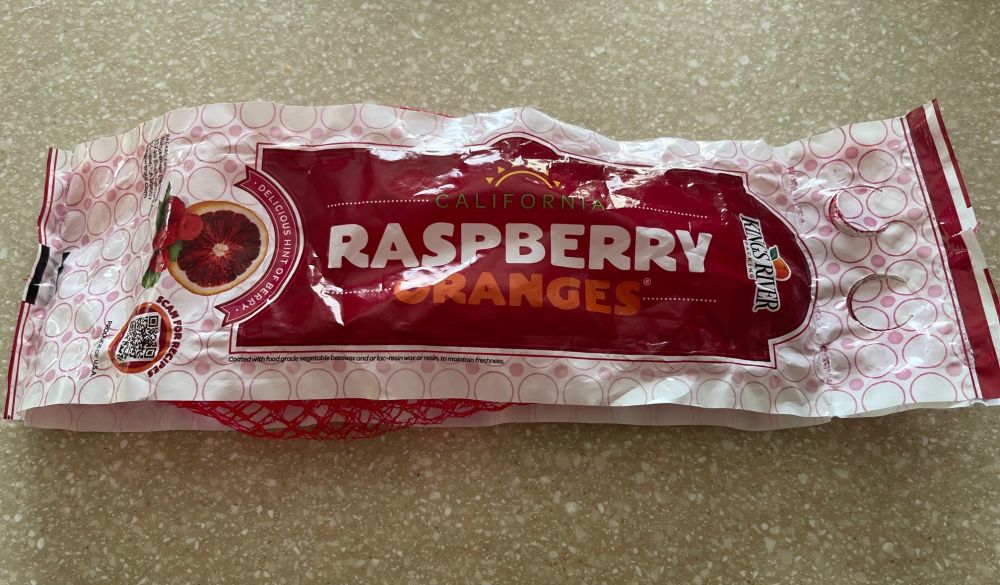 CALIFORNIA
RASPBERRY
ORANGES®
· DELICIOUS HINT OF BERRY ·
KINGS RIVER
PACKING
SCAN FOR RECIPES
Coated with food grade vegetable beeswax and or lac-resin wax or resin, to maintain freshness.